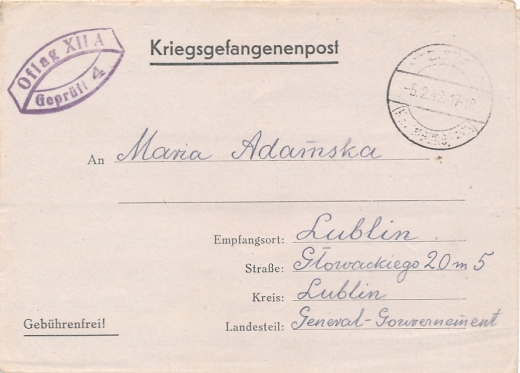 Oflag XII A
Geprüft 4
Kriegsgefangenenpost
-5.2.42.
An Maria Adamska
Empfangsort: Lublin
Straße: Głowackiego 20 m 5
Kreis: Lublin
Gebührenfrei!
Landesteil: General-Gouvernement